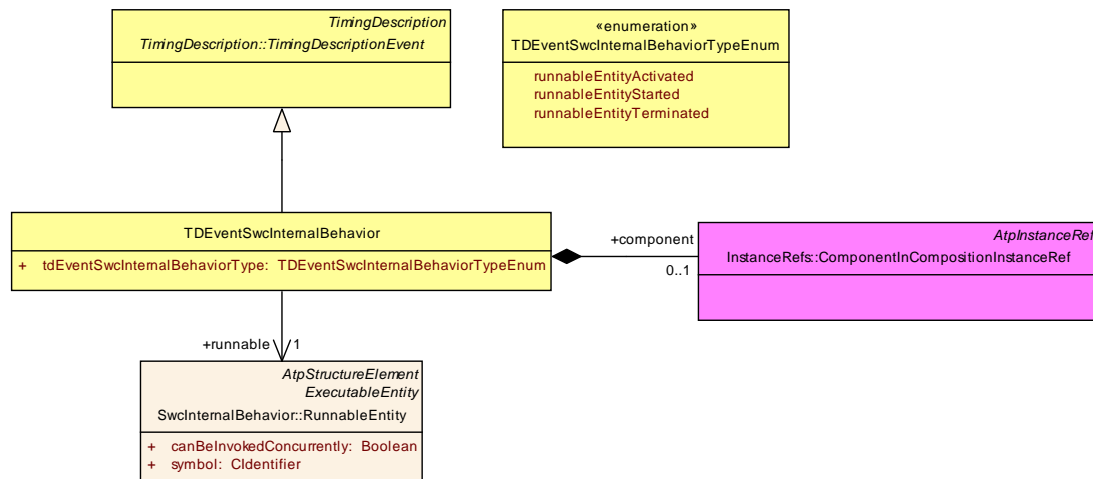 TimingDescription
TimingDescription::TimingDescriptionEvent
«enumeration»
TDEventSwcInternalBehaviorTypeEnum
runnableEntityActivated
runnableEntityStarted
runnableEntityTerminated
TDEventSwcInternalBehavior
+ tdEventSwcInternalBehaviorType: TDEventSwcInternalBehaviorTypeEnum
+component
0..1
AtpInstanceRef
InstanceRefs::ComponentInCompositionInstanceRef
+runnable 1
AtpStructureElement
ExecutableEntity
SwcInternalBehavior::RunnableEntity
+ canBeInvokedConcurrently: Boolean
+ symbol: CIdentifier